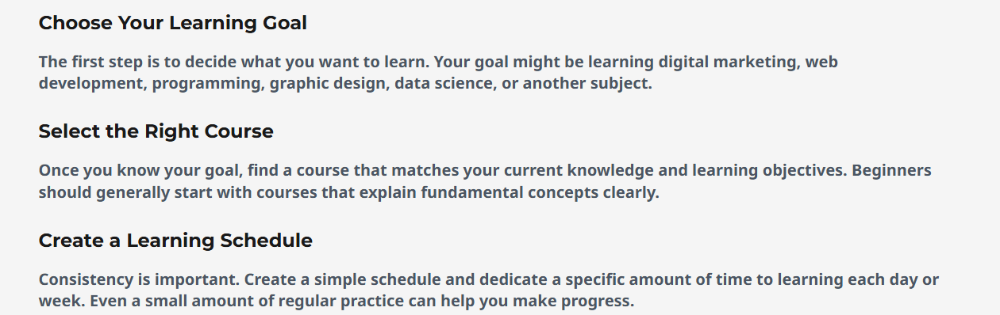 Choose Your Learning Goal
The first step is to decide what you want to learn. Your goal might be learning digital marketing, web
development, programming, graphic design, data science, or another subject.
Select the Right Course
Once you know your goal, find a course that matches your current knowledge and learning objectives. Beginners
should generally start with courses that explain fundamental concepts clearly.
Create a Learning Schedule
Consistency is important. Create a simple schedule and dedicate a specific amount of time to learning each day or
week. Even a small amount of regular practice can help you make progress.